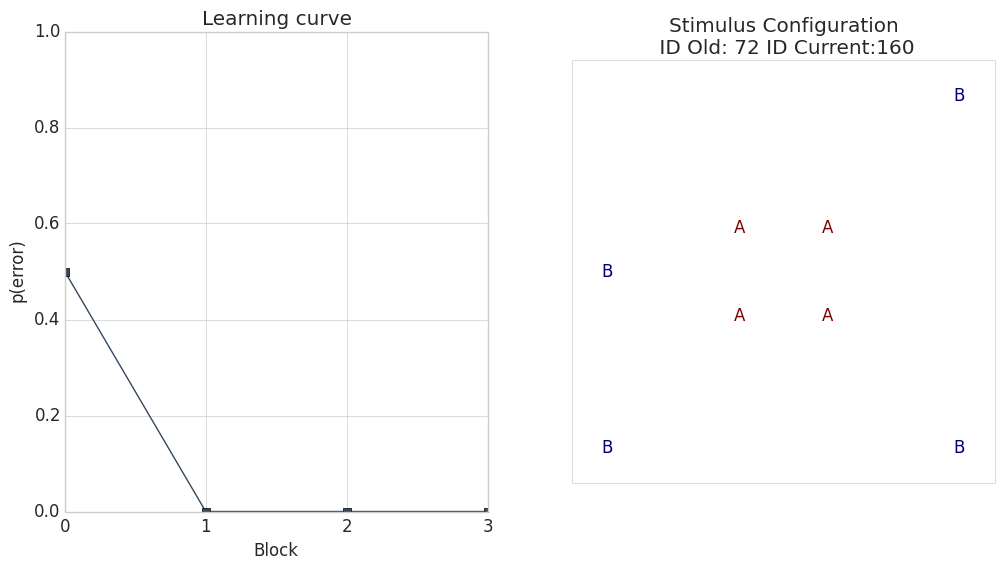 Learning curve
1.0
0.8
0.6
0.4
0.2
0.0
p(error)
0 1 2 3
Block
Stimulus Configuration
ID Old: 72 ID Current:160
B
A A
B
A A
B B